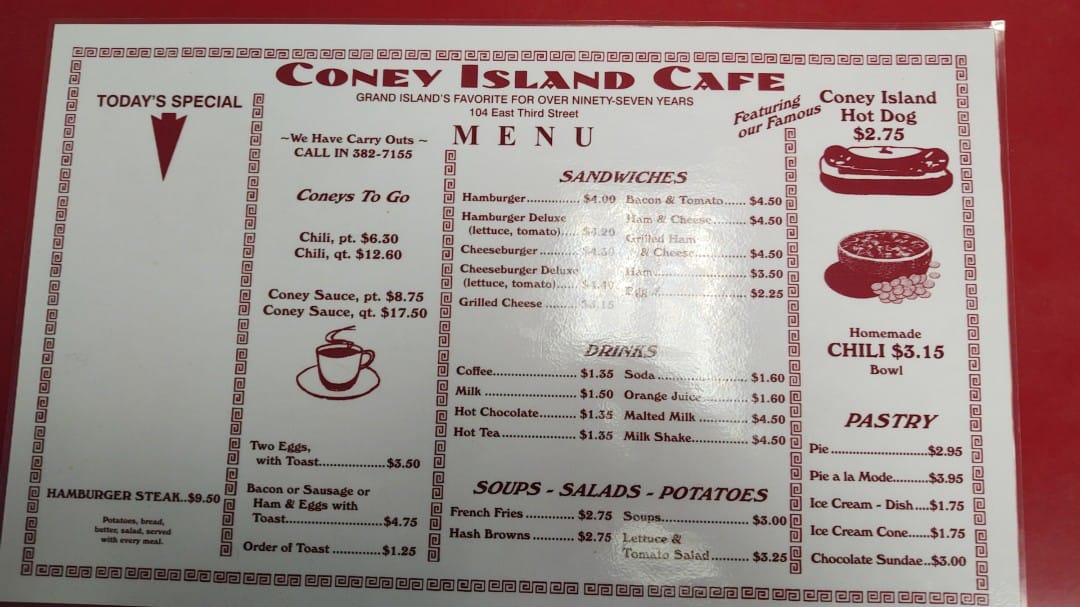 CONEY ISLAND CAFE
GRAND ISLAND'S FAVORITE FOR OVER NINETY-SEVEN YEARS
104 East Third Street
MENU
TODAY'S SPECIAL
HAMBURGER STEAK..$9.50
Potatoes, bread,
butter, salad, served
with every meal.
~We Have Carry Outs ~
CALL IN 382-7155
Coneys To Go
Chili, pt. $6.30
Chili, qt. $12.60
Coney Sauce, pt. $8.75
Coney Sauce, qt. $17.50
Two Eggs,
with Toast..................$3.50
Bacon or Sausage or
Ham & Eggs with
Toast..........................$4.75
Order of Toast .............$1.25
SANDWICHES
Hamburger............... $4.00
Hamburger Deluxe
(lettuce, tomato)..... $4.20
Cheeseburger ........... $4.30
Cheeseburger Deluxe
(lettuce, tomato)..... $4.40
Grilled Cheese .......... $3.15
Bacon & Tomato...... $4.50
Ham & Cheese......... $4.50
Grilled Ham
& Cheese............... $4.50
Ham.......................... $3.50
Egg .......................... $2.25
DRINKS
Coffee........................ $1.35
Milk .......................... $1.50
Hot Chocolate.......... $1.35
Hot Tea..................... $1.35
Soda.......................... $1.60
Orange Juice............. $1.60
Malted Milk .............. $4.50
Milk Shake................ $4.50
SOUPS - SALADS - POTATOES
French Fries .............. $2.75
Hash Browns ............ $2.75
Soups......................... $3.00
Lettuce &
Tomato Salad........... $3.25
Featuring
our Famous
Coney Island
Hot Dog
$2.75
Homemade
CHILI $3.15
Bowl
PASTRY
Pie ............................$2.95
Pie a la Mode..........$3.95
Ice Cream - Dish....$1.75
Ice Cream Cone.....$1.75
Chocolate Sundae..$3.00